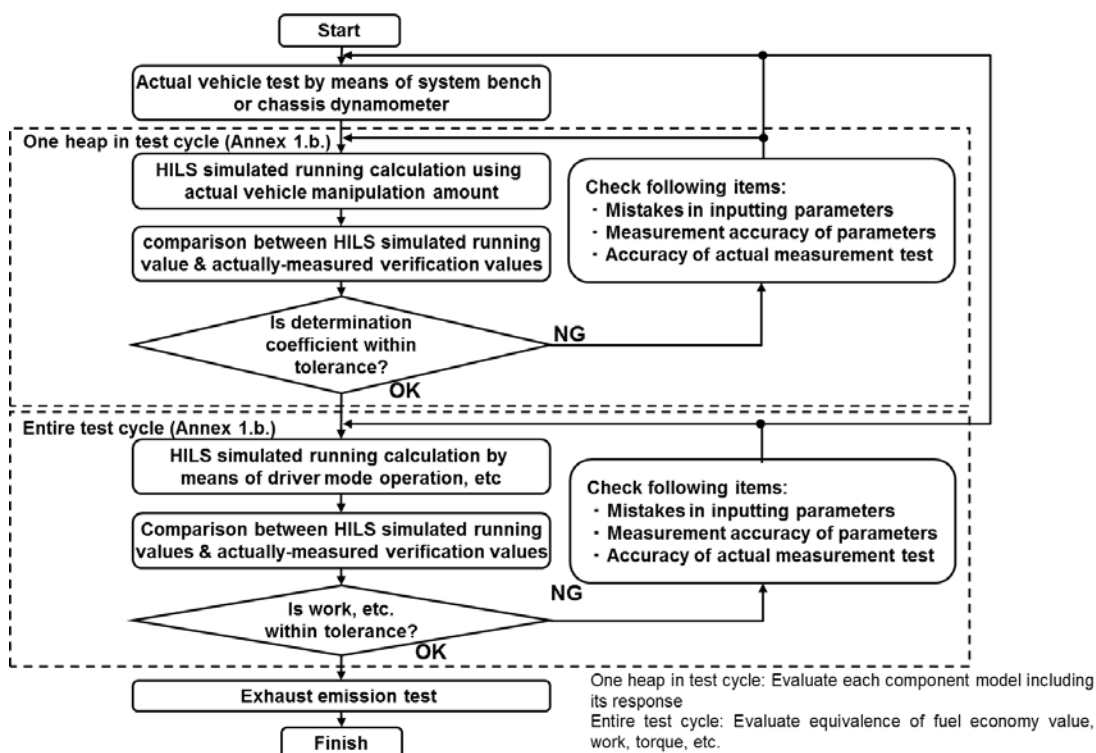 Start
Actual vehicle test by means of system bench
or chassis dynamometer
One heap in test cycle (Annex 1.b.)
HILS simulated running calculation using
actual vehicle manipulation amount
comparison between HILS simulated running
value & actually-measured verification values
Is determination
coefficient within
tolerance?
NG
OK
Check following items:
· Mistakes in inputting parameters
· Measurement accuracy of parameters
· Accuracy of actual measurement test
Entire test cycle (Annex 1.b.)
HILS simulated running calculation by
means of driver mode operation, etc
Comparison between HILS simulated running
values & actually-measured verification values
Is work, etc.
within tolerance?
NG
OK
Check following items:
· Mistakes in inputting parameters
· Measurement accuracy of parameters
· Accuracy of actual measurement test
Exhaust emission test
Finish
One heap in test cycle: Evaluate each component model including
its response
Entire test cycle: Evaluate equivalence of fuel economy value,
work, torque, etc.